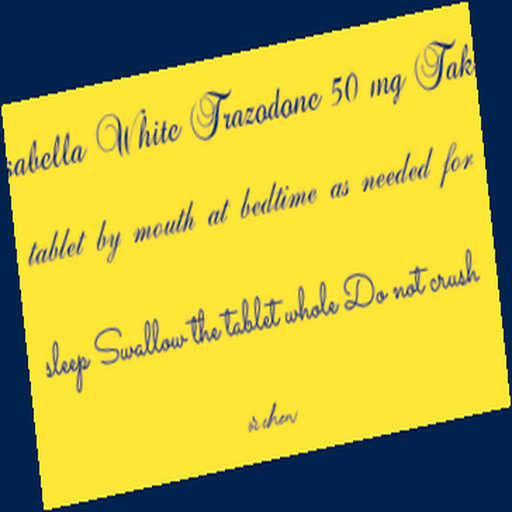 sabella White Trazodone 50 mg Tak
tablet by mouth at bedtime as needed for
sleep Swallow the tablet whole Do not crush